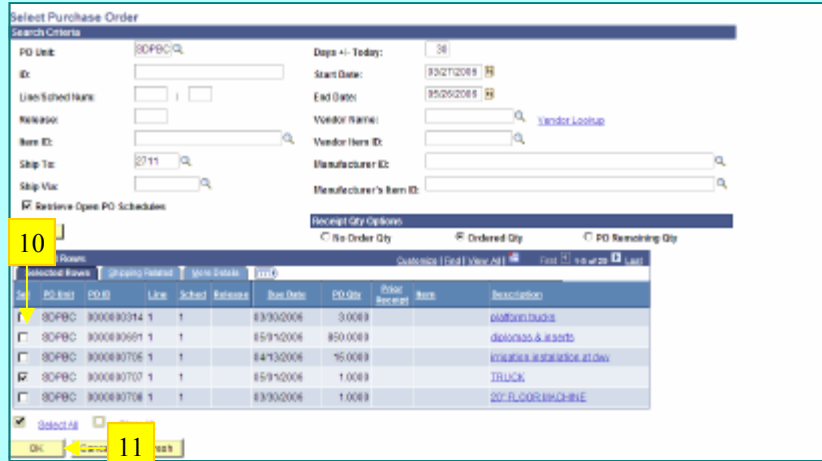 Select Purchase Order
Search Criteria
PO Unit: SDPBC Days +/- Today: 30
ID: Start Date: 03/27/2006
Line/Sched Num: / End Date: 05/26/2006
Release: Vendor Name: Vendor Lookup
Item ID: Vendor Item ID:
Ship To: 2711 Manufacturer ID:
Ship Via: Manufacturer's Item ID:
Retrieve Open PO Schedules
Receipt Qty Options
No Order Qty Ordered Qty PO Remaining Qty
10
Rows Customize | Find | View All First 1-5 of 29 Last
Selected Rows Shipping Related More Details
Sel PO Unit PO ID Line Sched Release Due Date PO Qty Prior Receipt Item Description
SDPBC 0000000314 1 1 03/30/2006 3.0000 platform trucks
SDPBC 0000000691 1 1 05/31/2006 850.0000 diplomas & inserts
SDPBC 0000000706 1 1 04/13/2006 16.0000 irrigation installation at dwy
SDPBC 0000000707 1 1 05/31/2006 1.0000 TRUCK
SDPBC 0000000708 1 1 03/30/2006 1.0000 20" FLOOR MACHINE
Select All
OK 11